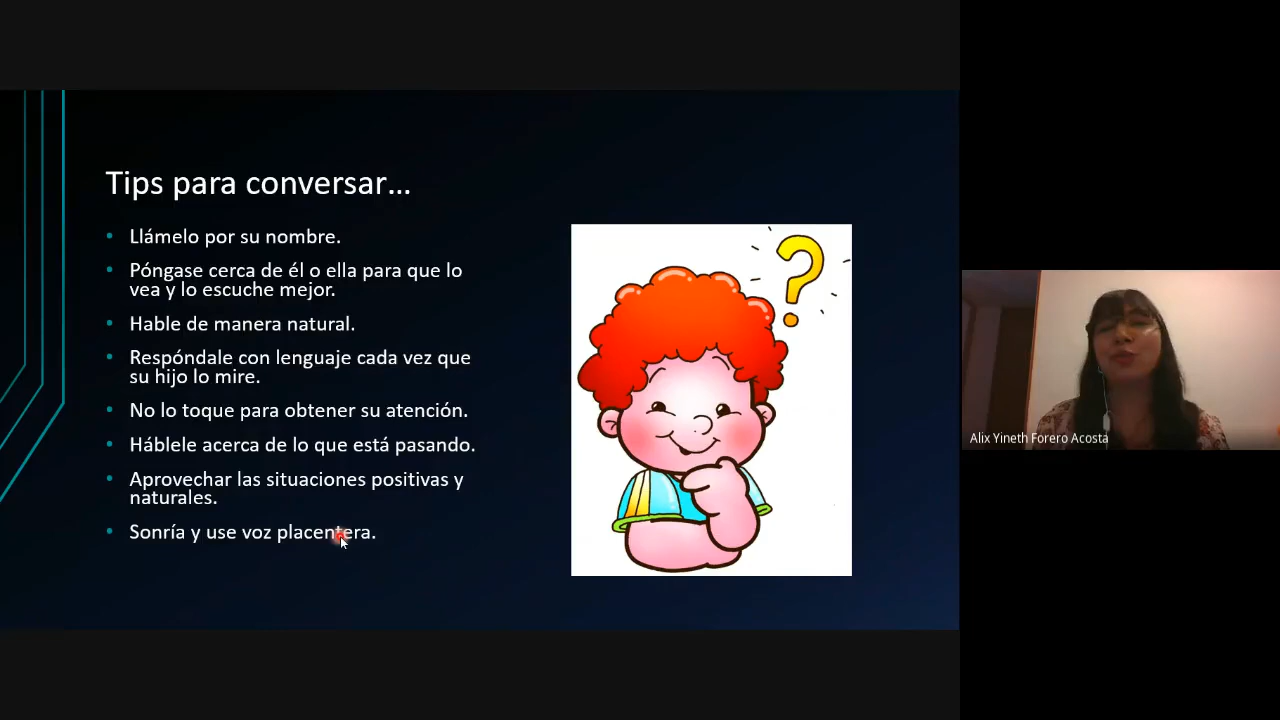 Tips para conversar...
Llámelo por su nombre.
Póngase cerca de él o ella para que lo
vea y lo escuche mejor.
Hable de manera natural.
Respóndale con lenguaje cada vez que
su hijo lo mire.
No lo toque para obtener su atención.
Háblele acerca de lo que está pasando.
Aprovechar las situaciones positivas y
naturales.
Sonría y use voz placentera.
?
Alix Yineth Forero Acosta